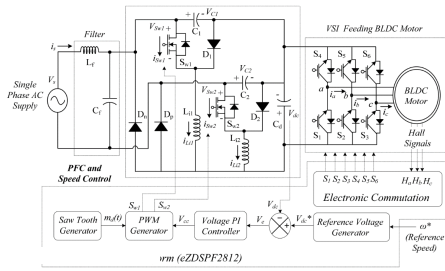 Filter
VSI Feeding BLDC Motor
V_Sw1
C_1
V_C1
S_w1
D_1
i_Sw1
i_s
L_f
V_s
Single
Phase AC
Supply
C_f
D_n
D_p
L_i1
i_Li1
V_Sw2
i_Sw2
S_w2
C_2
V_C2
D_2
L_i2
i_Li2
V_dc
C_d
S_4 S_5 S_6
a
b
c
i_a
i_b
i_c
S_1 S_2 S_3
BLDC
Motor
Hall
Signals
PFC and
Speed Control
S_w1
S_w2
V_dc
S_1 S_2 S_3 S_4 S_5 S_6
H_a H_b H_c
Electronic Commutation
Saw Tooth
Generator
m_d(t)
PWM
Generator
V_cc
Voltage PI
Controller
V_e
V_dc*
Reference Voltage
Generator
ω*
(Reference
Speed)
rm (eZDSPF2812)